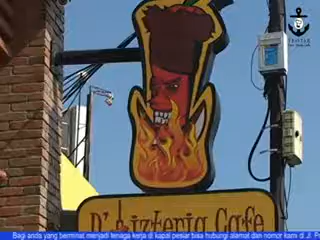 D' Mizteria Cafe
Bagi anda yang berminat menjadi tenaga kerja di kapal pesiar bisa hubungi alamat dan nomor kami di Jl. P